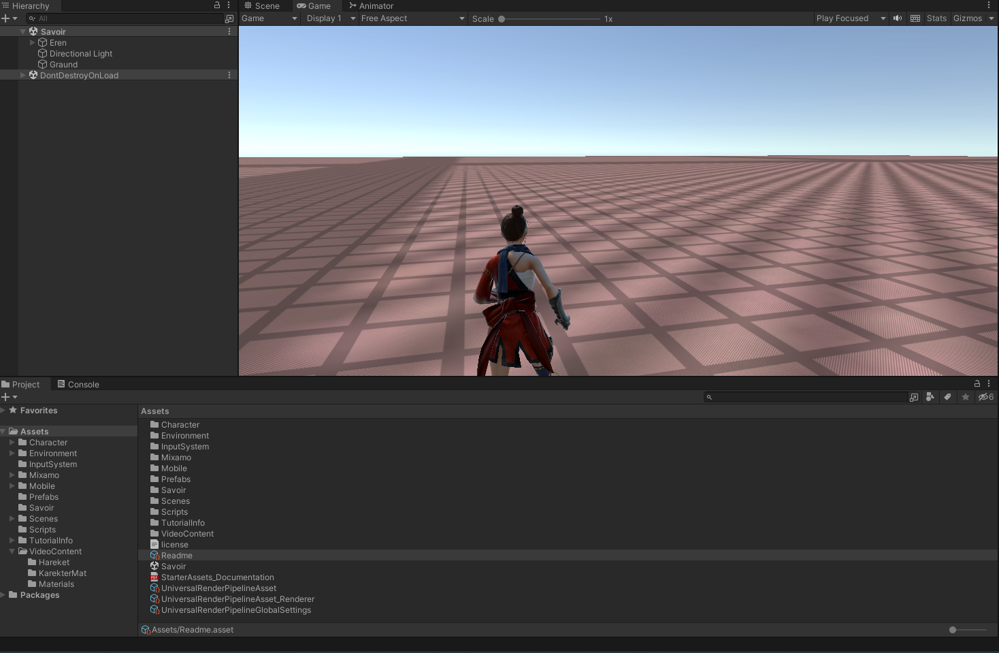 Hierarchy
All
Savoir
Eren
Directional Light
Graund
DontDestroyOnLoad
Scene Game Animator
Game Display 1 Free Aspect Scale 1x Play Focused Stats Gizmos
Project Console
6
Favorites
Assets
Character
Environment
InputSystem
Mixamo
Mobile
Prefabs
Savoir
Scenes
Scripts
TutorialInfo
VideoContent
Hareket
KarekterMat
Materials
Packages
Assets
Character
Environment
InputSystem
Mixamo
Mobile
Prefabs
Savoir
Scenes
Scripts
TutorialInfo
VideoContent
license
Readme
Savoir
PDF StarterAssets_Documentation
UniversalRenderPipelineAsset
UniversalRenderPipelineAsset_Renderer
UniversalRenderPipelineGlobalSettings
Assets/Readme.asset